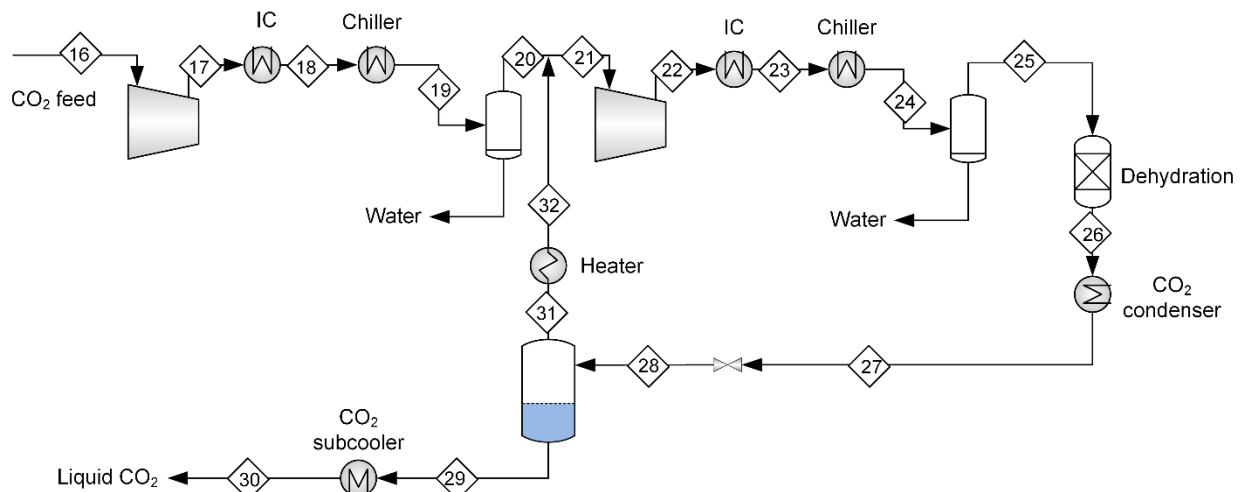 IC
Chiller
IC
Chiller
16
17
18
19
20
21
22
23
24
25
CO₂ feed
Dehydration
Water
32
Water
26
Heater
CO₂
condenser
31
28
27
CO₂
subcooler
Liquid CO₂
30
29